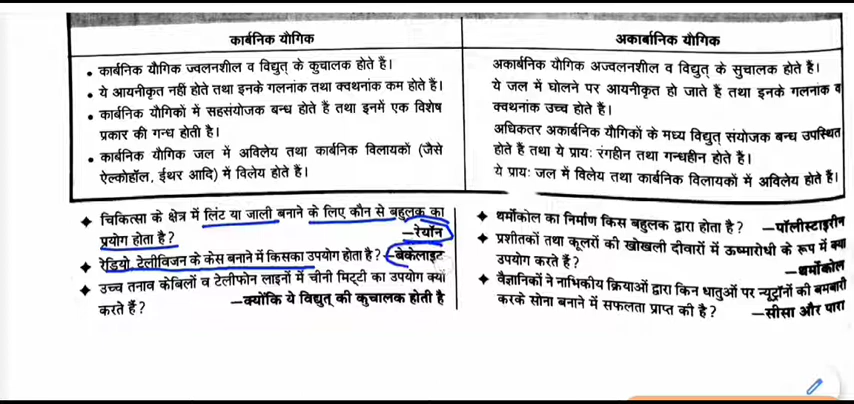 कार्बनिक यौगिक
अकार्बानिक यौगिक
• कार्बनिक यौगिक ज्वलनशील व विद्युत् के कुचालक होते हैं।
• ये आयनीकृत नहीं होते तथा इनके गलनांक तथा क्वथनांक कम होते हैं।
• कार्बनिक यौगिकों में सहसंयोजक बन्ध होते हैं तथा इनमें एक विशेष
प्रकार की गन्ध होती है।
• कार्बनिक यौगिक जल में अविलेय तथा कार्बनिक विलायकों (जैसे
ऐल्कोहॉल, ईथर आदि) में विलेय होते हैं।
अकार्बनिक यौगिक अज्वलनशील व विद्युत् के सुचालक होते हैं।
ये जल में घोलने पर आयनीकृत हो जाते हैं तथा इनके गलनांक व
क्वथनांक उच्च होते हैं।
अधिकतर अकार्बनिक यौगिकों के मध्य विद्युत् संयोजक बन्ध उपस्थित
होते हैं तथा ये प्रायः रंगहीन तथा गन्धहीन होते हैं।
ये प्रायः जल में विलेय तथा कार्बनिक विलायकों में अविलेय होते हैं।
✦ चिकित्सा के क्षेत्र में लिंट या जाली बनाने के लिए कौन से बहुलक का
प्रयोग होता है? —रेयॉन
✦ रेडियो, टेलीविजन के केस बनाने में किसका उपयोग होता है? —बेकेलाइट
✦ उच्च तनाव केबिलों व टेलीफोन लाइनों में चीनी मिट्टी का उपयोग क्यों
करते हैं? —क्योंकि ये विद्युत् की कुचालक होती है
✦ थर्मोकोल का निर्माण किस बहुलक द्वारा होता है? —पॉलीस्टाइरीन
✦ प्रशीतकों तथा कूलरों की खोखली दीवारों में ऊष्मारोधी के रूप में क्या
उपयोग करते हैं? —थर्मोकोल
✦ वैज्ञानिकों ने नाभिकीय क्रियाओं द्वारा किन धातुओं पर न्यूट्रॉनों की बमबारी
करके सोना बनाने में सफलता प्राप्त की है? —सीसा और पारा